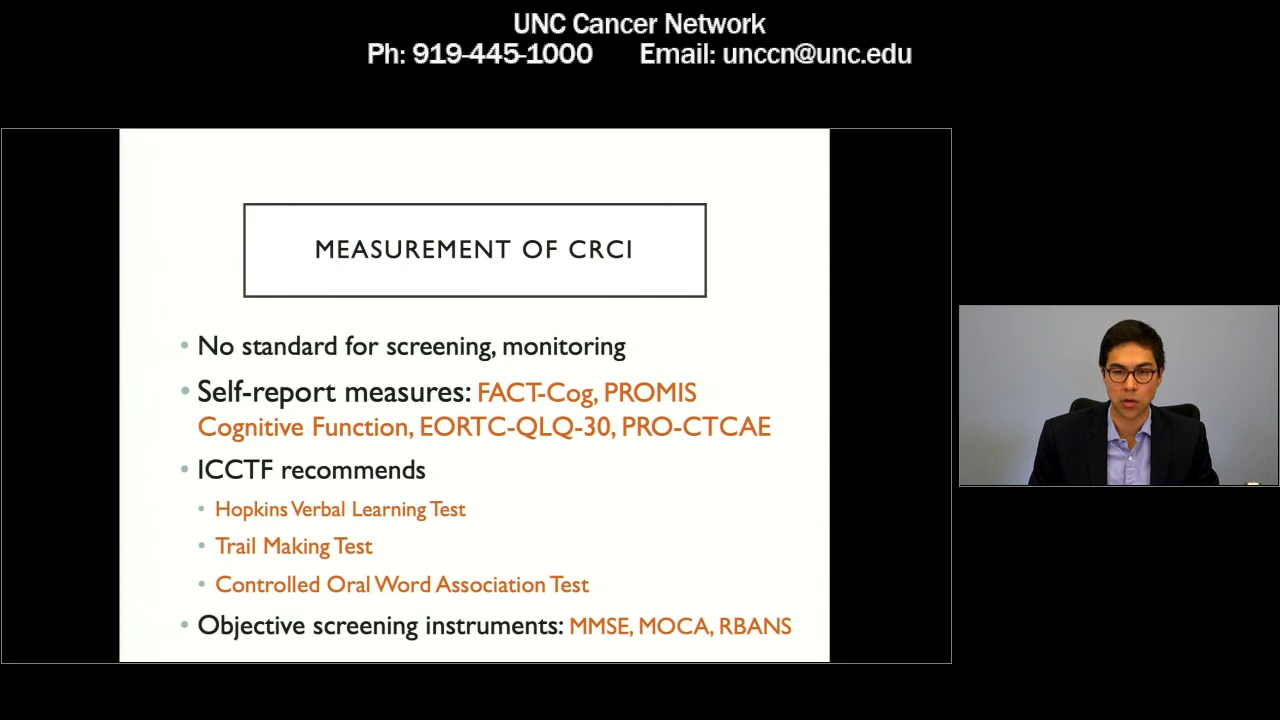 UNC Cancer Network
Ph: 919-445-1000 Email: unccn@unc.edu
MEASUREMENT OF CRCI
• No standard for screening, monitoring
• Self-report measures: FACT-Cog, PROMIS
Cognitive Function, EORTC-QLQ-30, PRO-CTCAE
• ICCTF recommends
• Hopkins Verbal Learning Test
• Trail Making Test
• Controlled Oral Word Association Test
• Objective screening instruments: MMSE, MOCA, RBANS